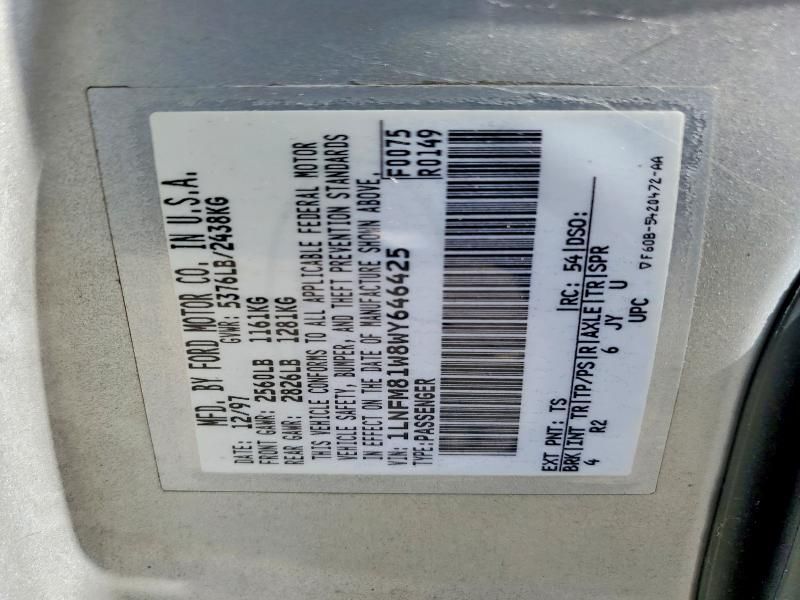 MFD. BY FORD MOTOR CO. IN U.S.A.
DATE: 12/97 GVWR: 5376LB/2438KG
FRONT GAWR: 2560LB 1161KG
REAR GAWR: 2826LB 1281KG
THIS VEHICLE CONFORMS TO ALL APPLICABLE FEDERAL MOTOR
VEHICLE SAFETY, BUMPER, AND THEFT PREVENTION STANDARDS
IN EFFECT ON THE DATE OF MANUFACTURE SHOWN ABOVE.
VIN: 1LNFM81W8WY646425 F0075
TYPE: PASSENGER R0149
EXT PNT: TS RC: 54 DSO:
BRK INT TR TP/PS R AXLE TR SPR
4 R2 6 JY U
UPC
F60B-5420472-AA